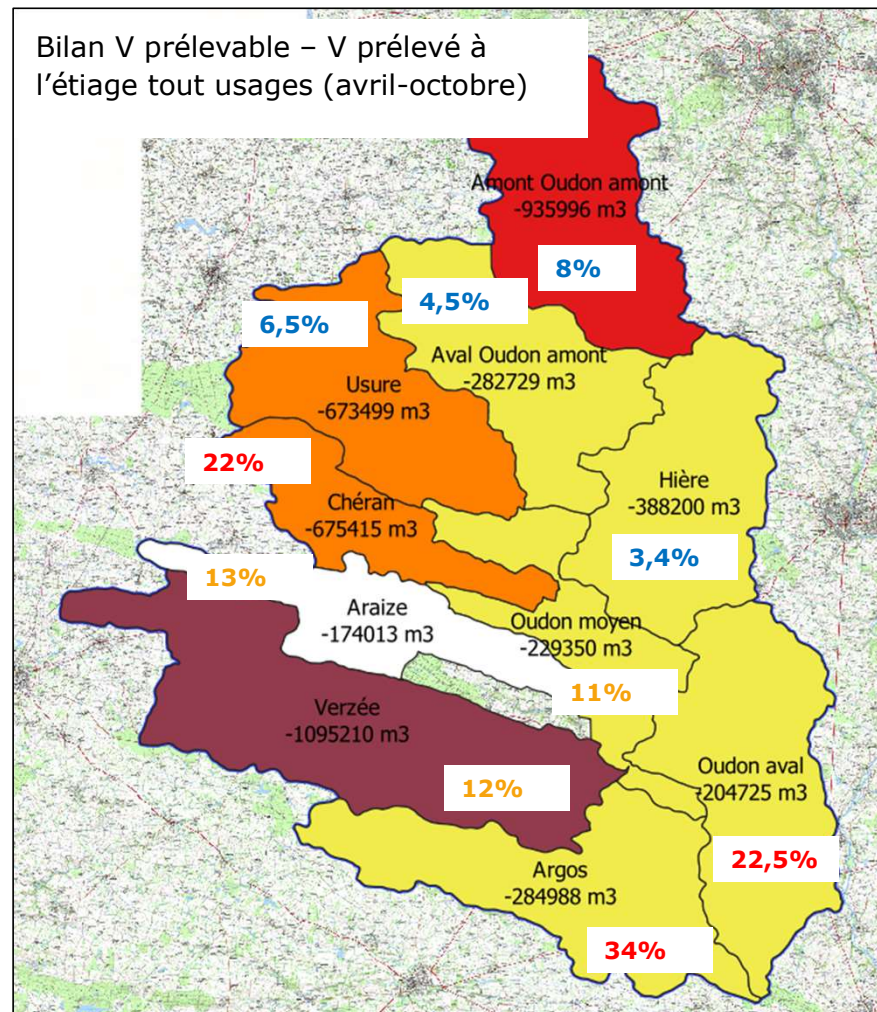 Bilan V prélevable – V prélevé à
l'étiage tout usages (avril-octobre)
Amont Oudon amont
-935996 m3
8%
4,5%
6,5%
Aval Oudon amont
-282729 m3
Usure
-673499 m3
22%
Hière
-388200 m3
Chéran
-675415 m3
3,4%
13%
Araize
-174013 m3
Oudon moyen
-229350 m3
11%
Verzée
-1095210 m3
Oudon aval
-204725 m3
12%
22,5%
Argos
-284988 m3
34%